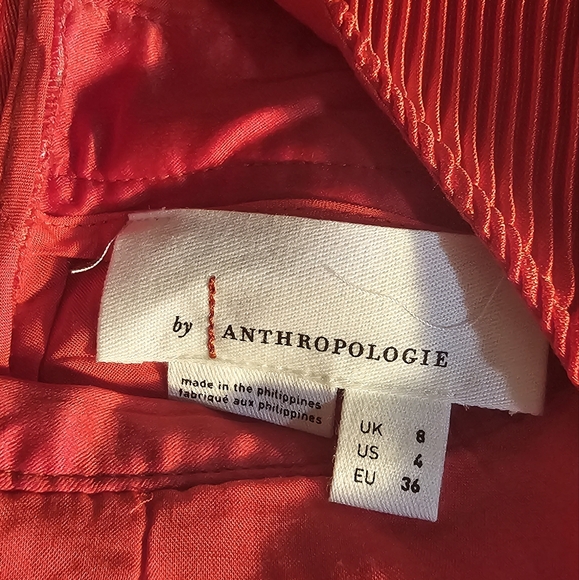 by ANTHROPOLOGIE
made in the philippines
fabriqué aux philippines
UK 8
US 4
EU 36